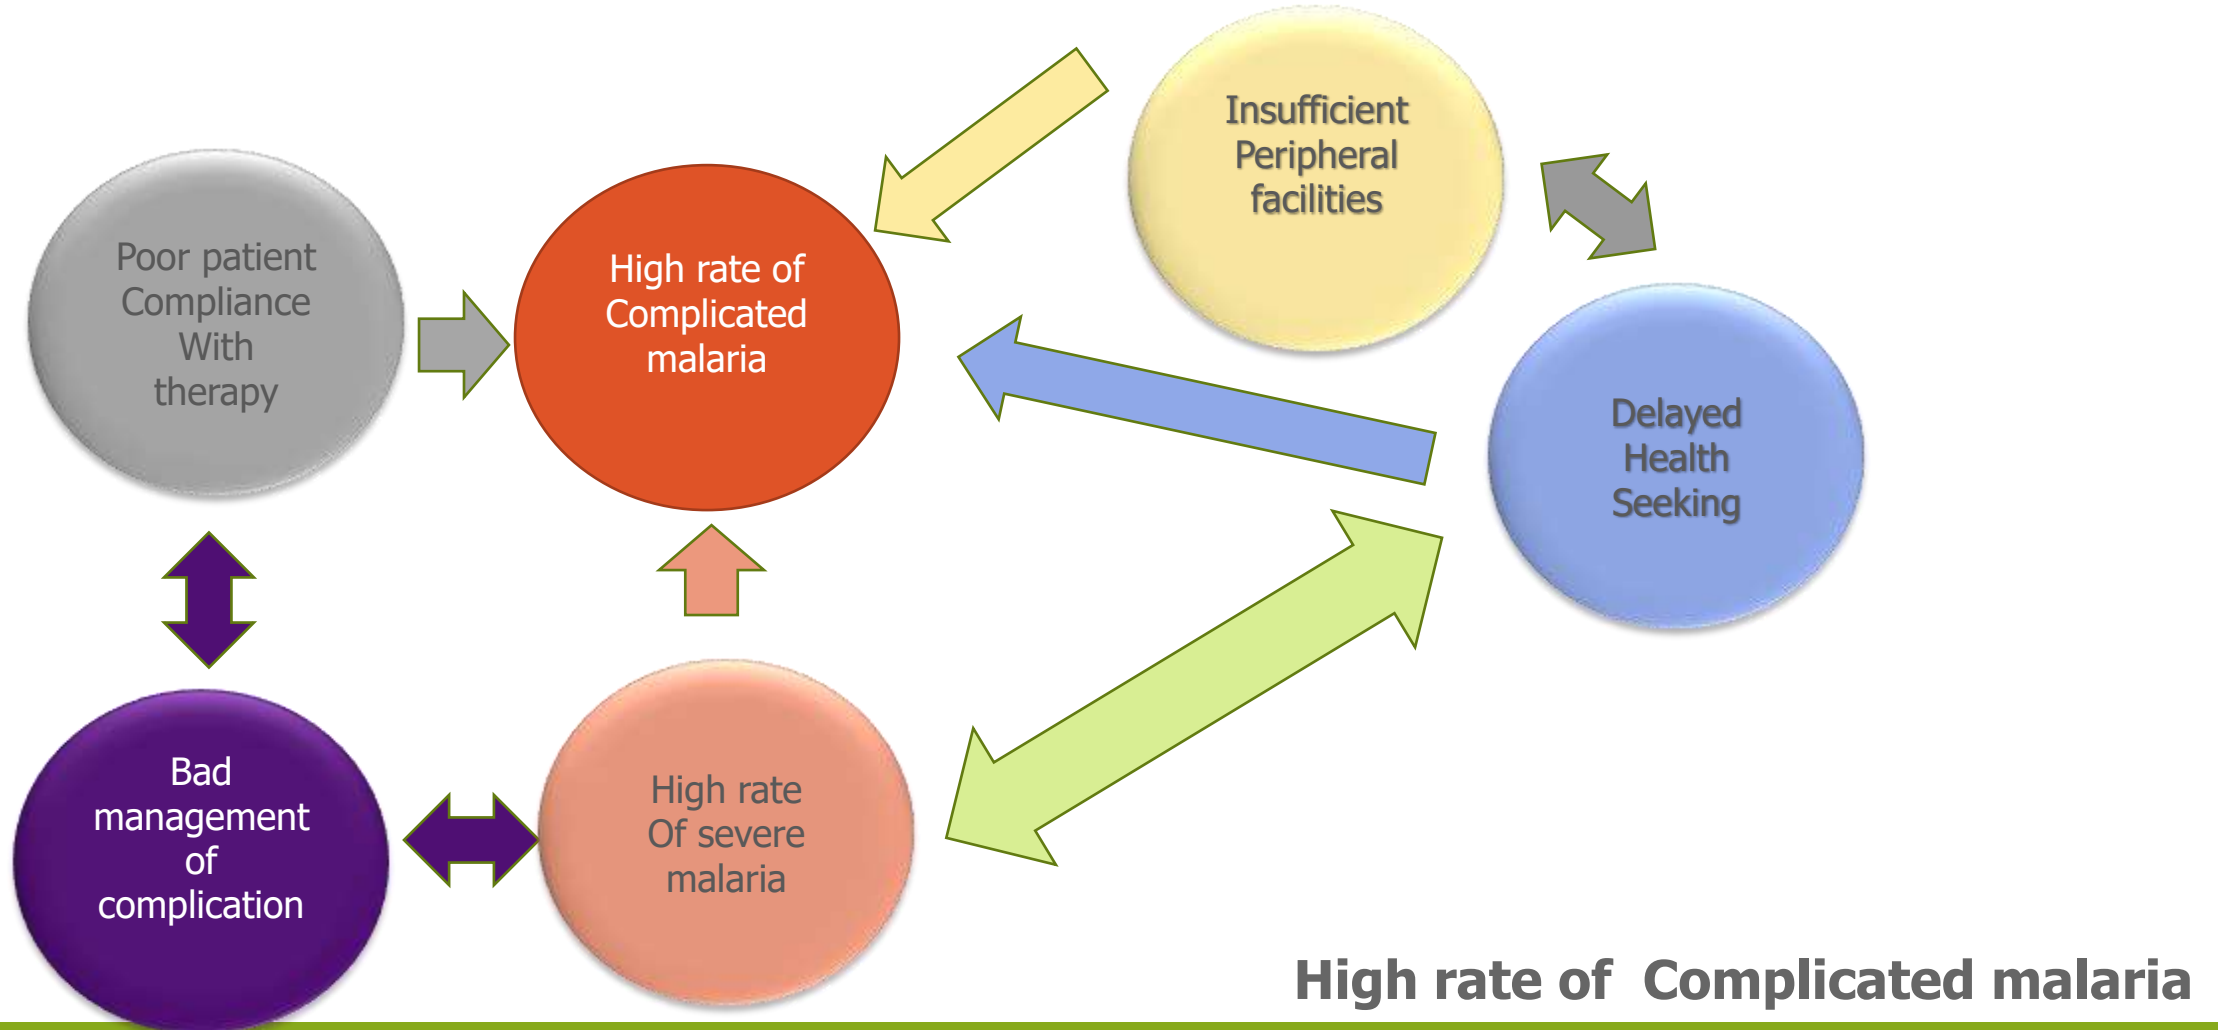 Insufficient
Peripheral
facilities
Poor patient
Compliance
With
therapy
High rate of
Complicated
malaria
Delayed
Health
Seeking
Bad
management
of
complication
High rate
Of severe
malaria
High rate of  Complicated malaria